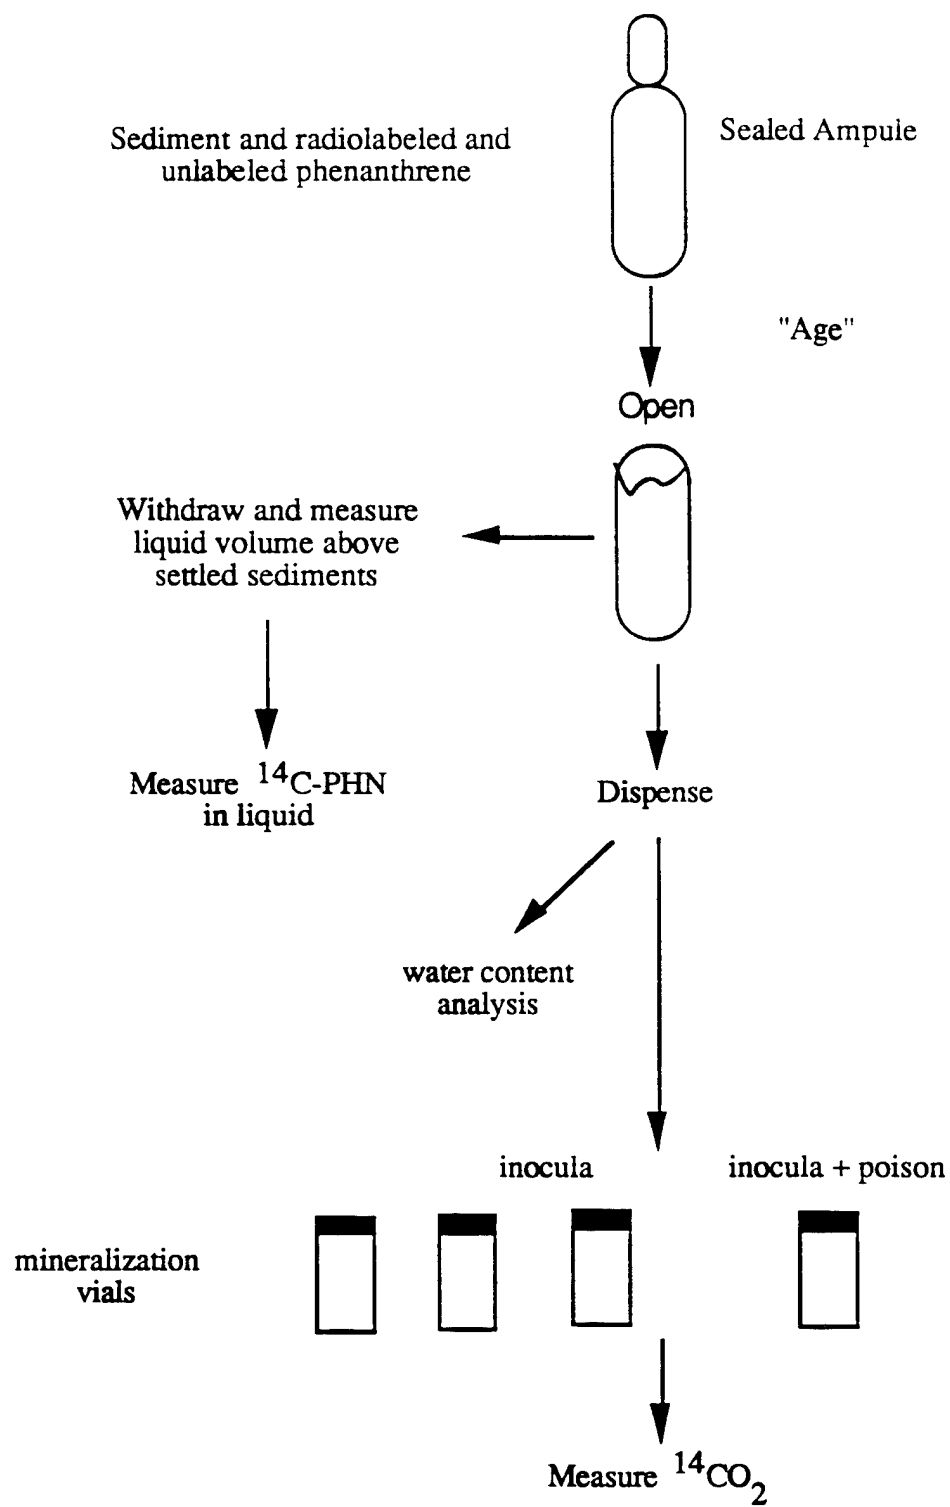 Sealed Ampule
Sediment and radiolabeled and
unlabeled phenanthrene
"Age"
Open
Withdraw and measure
liquid volume above
settled sediments
Measure ¹⁴C-PHN
in liquid
Dispense
water content
analysis
inocula
inocula + poison
mineralization
vials
Measure ¹⁴CO₂